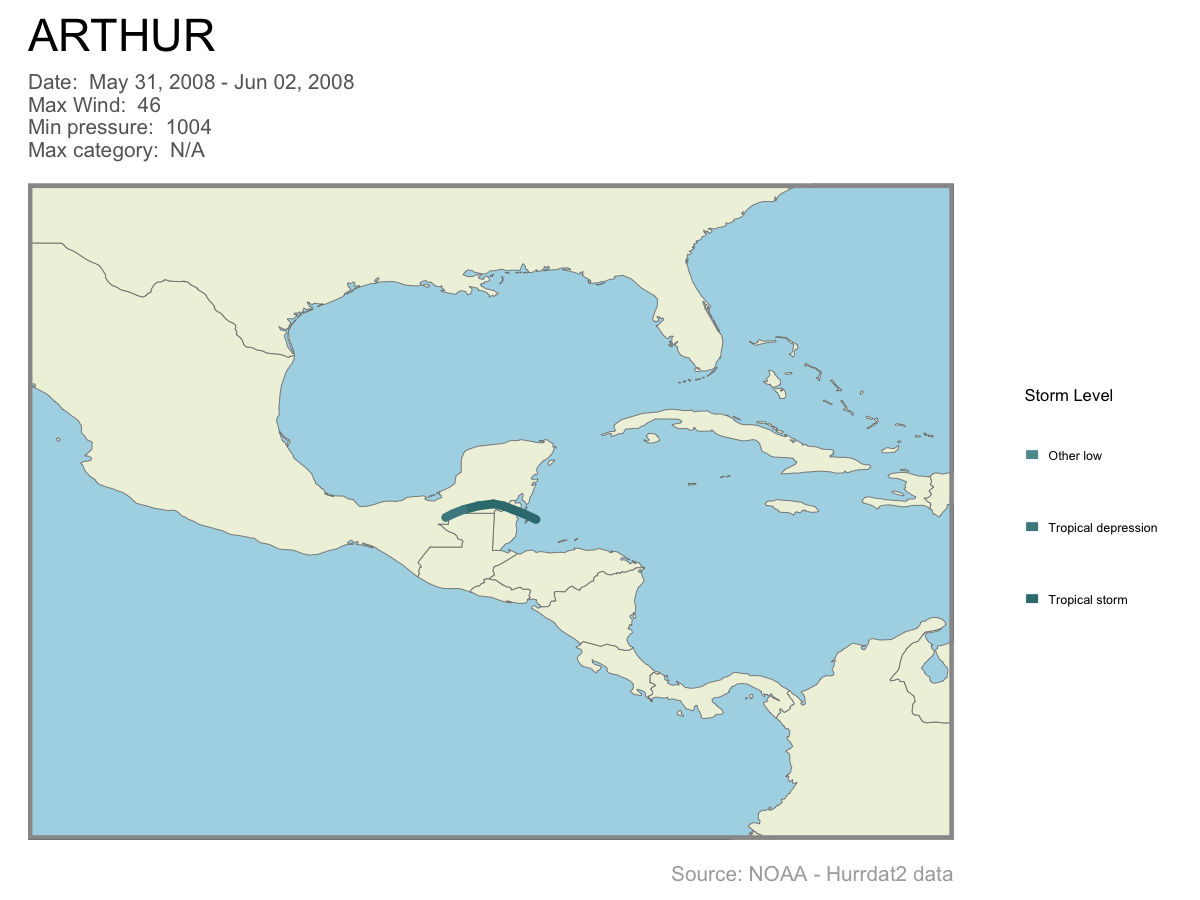 ARTHUR
Date:  May 31, 2008 - Jun 02, 2008
Max Wind:  46
Min pressure:  1004
Max category:  N/A
Storm Level
Other low
Tropical depression
Tropical storm
Source: NOAA - Hurrdat2 data